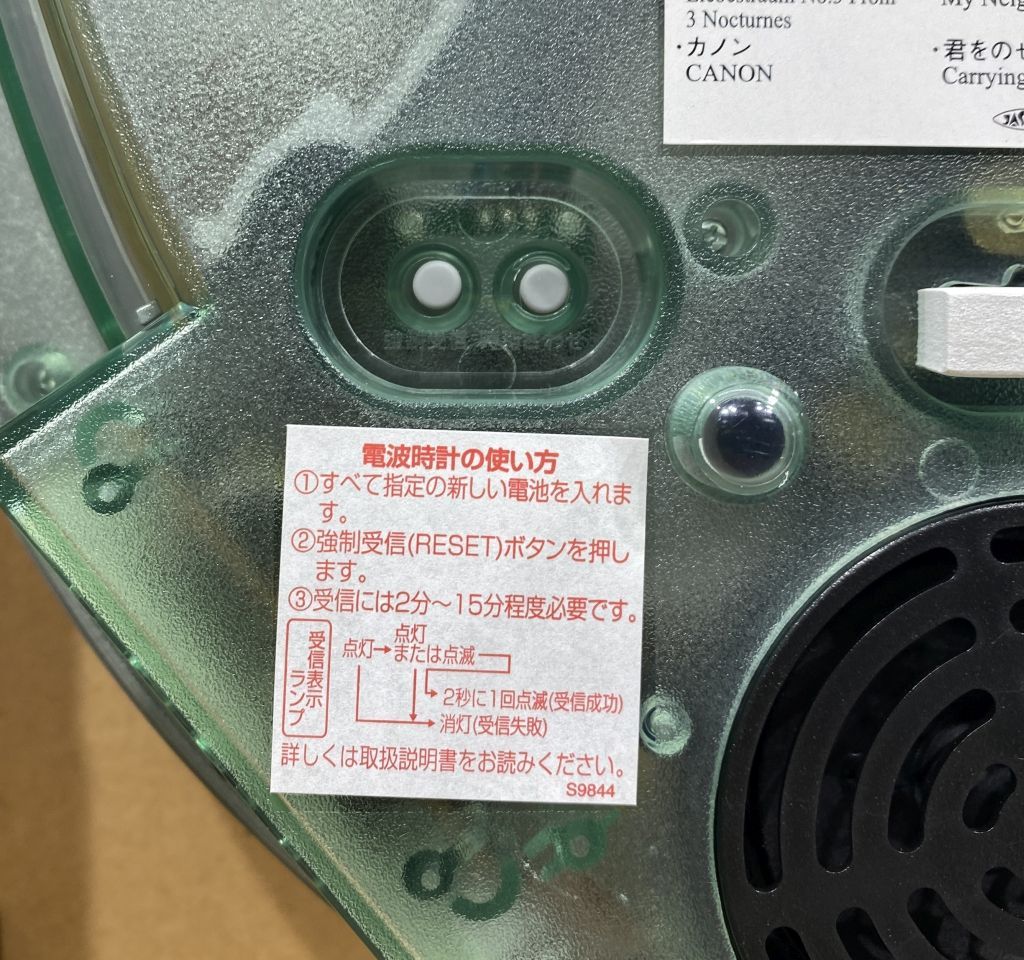 3 Nocturnes
・カノン
CANON
・君をのせ
Carrying
電波時計の使い方
①すべて指定の新しい電池を入れま
す。
②強制受信(RESET)ボタンを押し
ます。
③受信には2分～15分程度必要です。
受信表示
ランプ
点灯→点灯
または点滅
2秒に1回点滅(受信成功)
消灯(受信失敗)
詳しくは取扱説明書をお読みください。
S9844